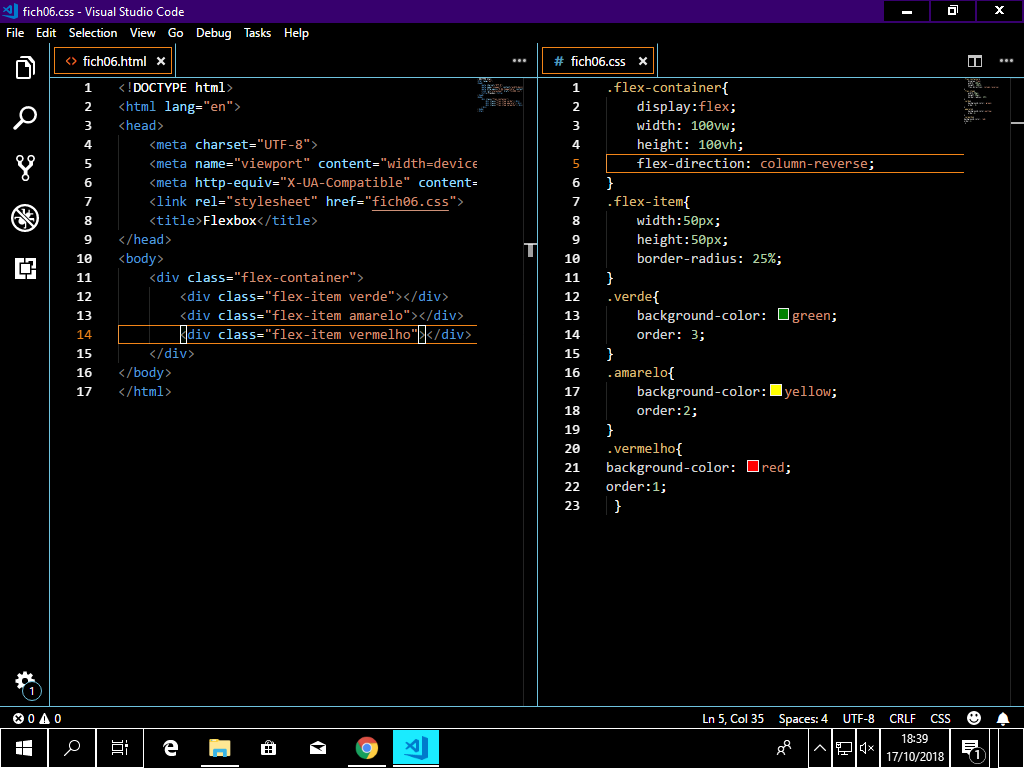 fich06.css - Visual Studio Code
File Edit Selection View Go Debug Tasks Help
fich06.html
1 <!DOCTYPE html>
2 <html lang="en">
3 <head>
4 <meta charset="UTF-8">
5 <meta name="viewport" content="width=device
6 <meta http-equiv="X-UA-Compatible" content=
7 <link rel="stylesheet" href="fich06.css">
8 <title>Flexbox</title>
9 </head>
10 <body>
11 <div class="flex-container">
12 <div class="flex-item verde"></div>
13 <div class="flex-item amarelo"></div>
14 <div class="flex-item vermelho"></div>
15 </div>
16 </body>
17 </html>
# fich06.css
1 .flex-container{
2 display:flex;
3 width: 100vw;
4 height: 100vh;
5 flex-direction: column-reverse;
6 }
7 .flex-item{
8 width:50px;
9 height:50px;
10 border-radius: 25%;
11 }
12 .verde{
13 background-color: green;
14 order: 3;
15 }
16 .amarelo{
17 background-color: yellow;
18 order:2;
19 }
20 .vermelho{
21 background-color: red;
22 order:1;
23 }
1
0 0
Ln 5, Col 35 Spaces: 4 UTF-8 CRLF CSS
18:39
17/10/2018
1